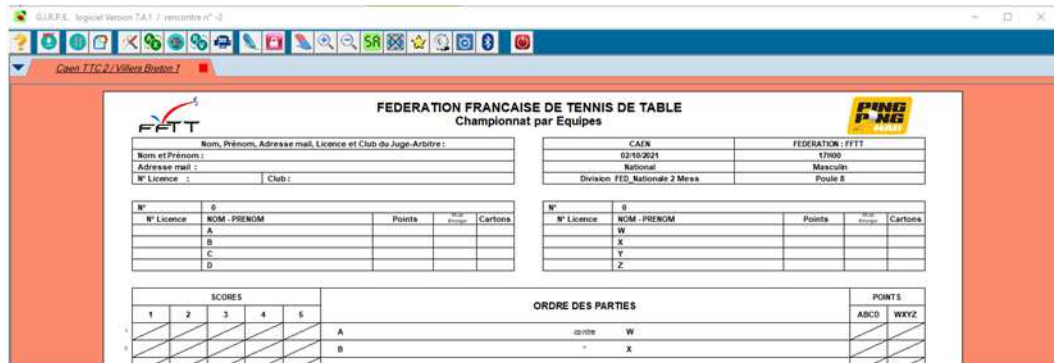 G.I.R.P.E. logiciel Version 7.4.1 / rencontre n° -2
SR
Caen TTC 2 / Villers Breton 1
FFTT
FEDERATION FRANCAISE DE TENNIS DE TABLE
Championnat par Equipes
PING PONG
MAG
Nom, Prénom, Adresse mail, Licence et Club du Juge-Arbitre :
Nom et Prénom :
Adresse mail :
N° Licence : Club :
CAEN FEDERATION : FFTT
02/10/2021 17H00
National Masculin
Division FED_Nationale 2 Mess Poule 8
N° 0
N° Licence NOM - PRENOM Points Cartons
A
B
C
D
N° 0
N° Licence NOM - PRENOM Points Cartons
W
X
Y
Z
SCORES ORDRE DES PARTIES POINTS
1 2 3 4 5 ABCD WXYZ
A contre W
B " X